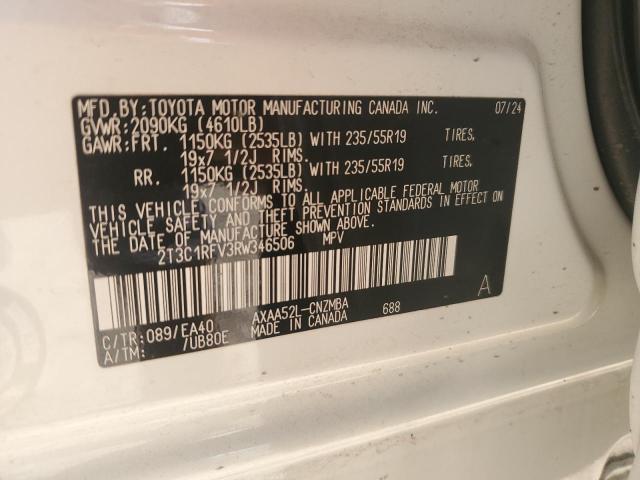 MFD.BY:TOYOTA MOTOR MANUFACTURING CANADA INC. 07/24
GVWR:2090KG (4610LB)
GAWR:FRT. 1150KG (2535LB) WITH 235/55R19 TIRES.
19x7 1/2J RIMS.
RR. 1150KG (2535LB) WITH 235/55R19 TIRES.
19x7 1/2J RIMS.
THIS VEHICLE CONFORMS TO ALL APPLICABLE FEDERAL MOTOR
VEHICLE SAFETY AND THEFT PREVENTION STANDARDS IN EFFECT ON
THE DATE OF MANUFACTURE SHOWN ABOVE.
2T3C1RFV3RW346506 MPV
C/TR:089/EA40 AXAA52L-CNZMBA 688 A
A/TM: /UB80E MADE IN CANADA